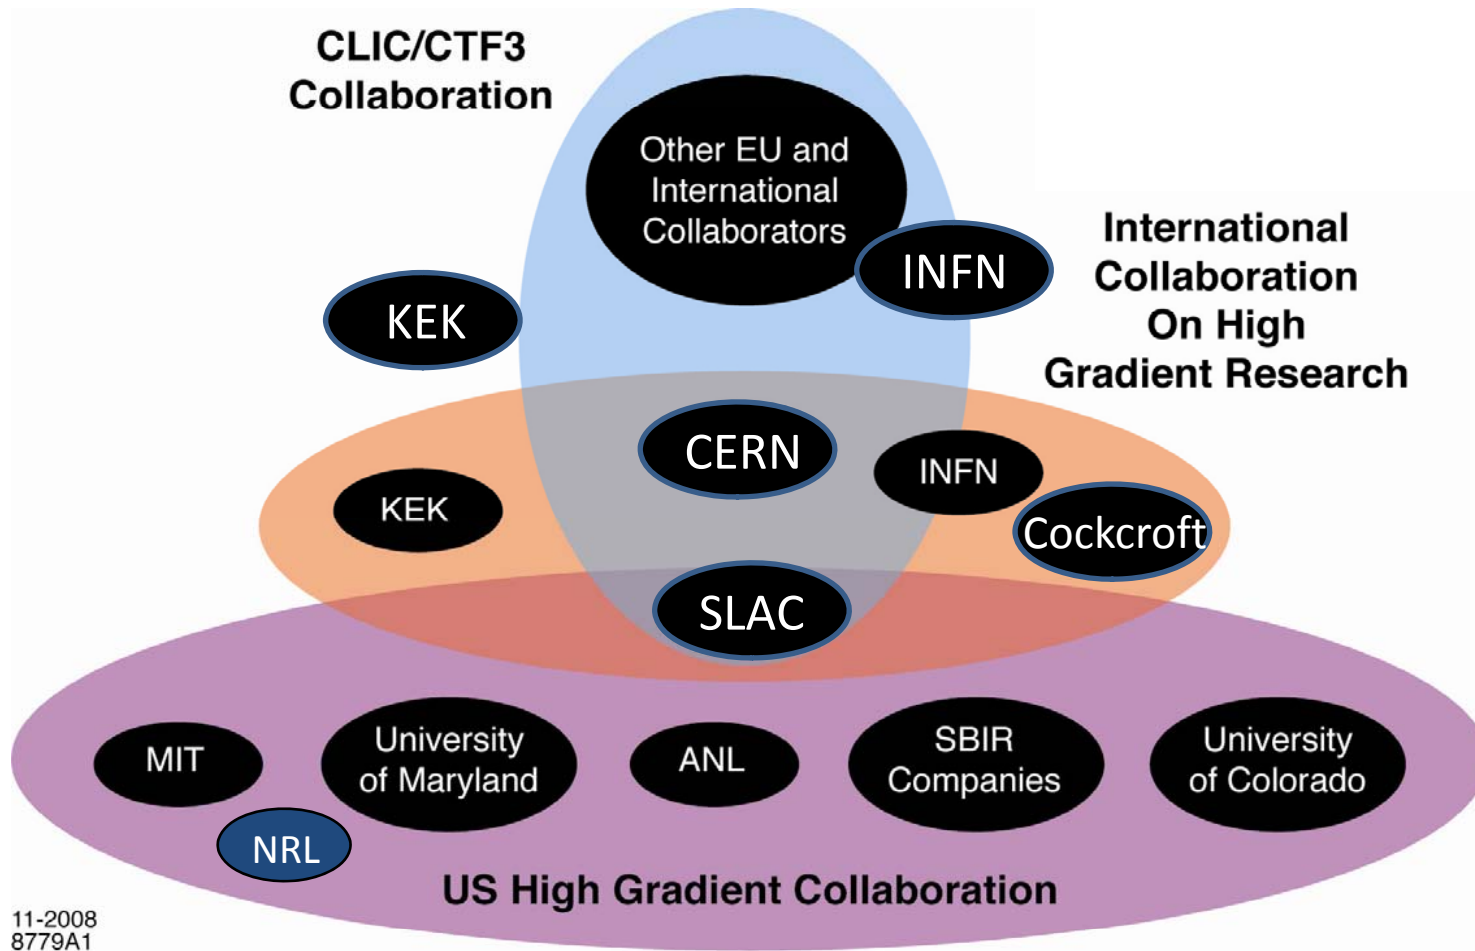 CLIC/CTF3
Collaboration
Other EU and
International
Collaborators
INFN
International
Collaboration
On High
Gradient Research
KEK
CERN
INFN
KEK
Cockcroft
SLAC
MIT
University
of Maryland
ANL
SBIR
Companies
University
of Colorado
NRL
US High Gradient Collaboration
11-2008
8779A1